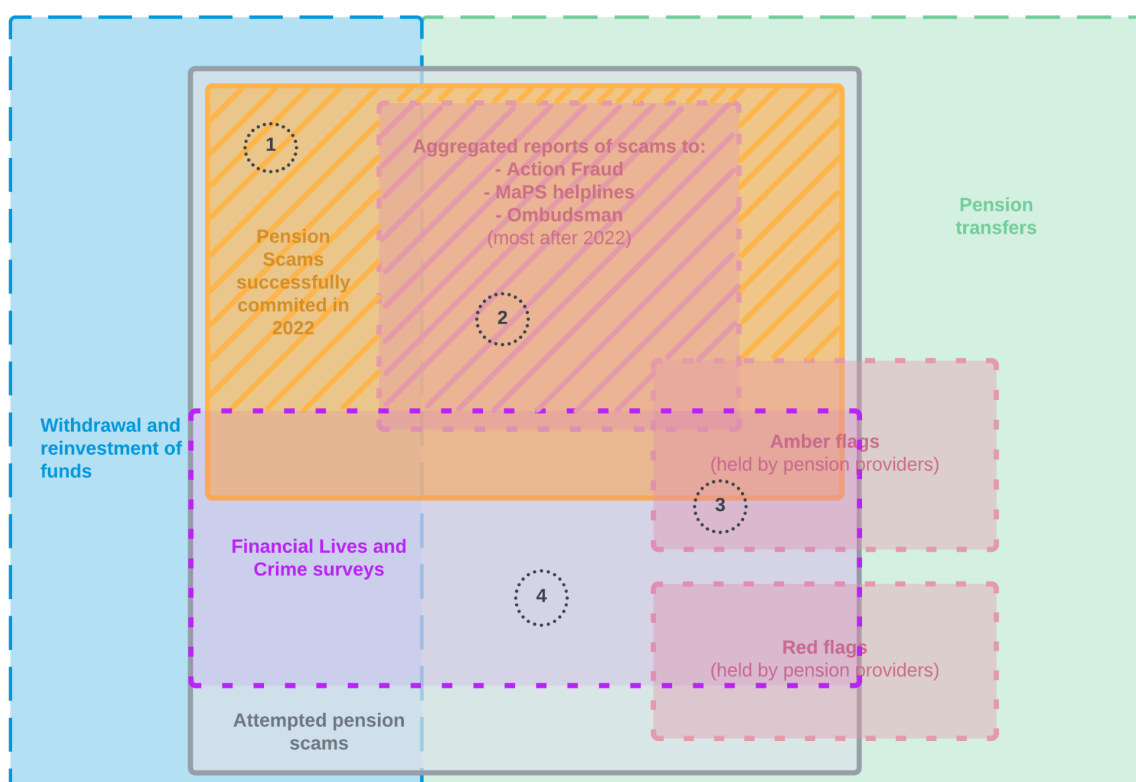 1
Aggregated reports of scams to:
- Action Fraud
- MaPS helplines
- Ombudsman
(most after 2022)
Pension
transfers
Pension
Scams
successfully
commited in
2022
2
Withdrawal and
reinvestment of
funds
Amber flags
(held by pension providers)
3
Financial Lives and
Crime surveys
4
Red flags
(held by pension providers)
Attempted pension
scams